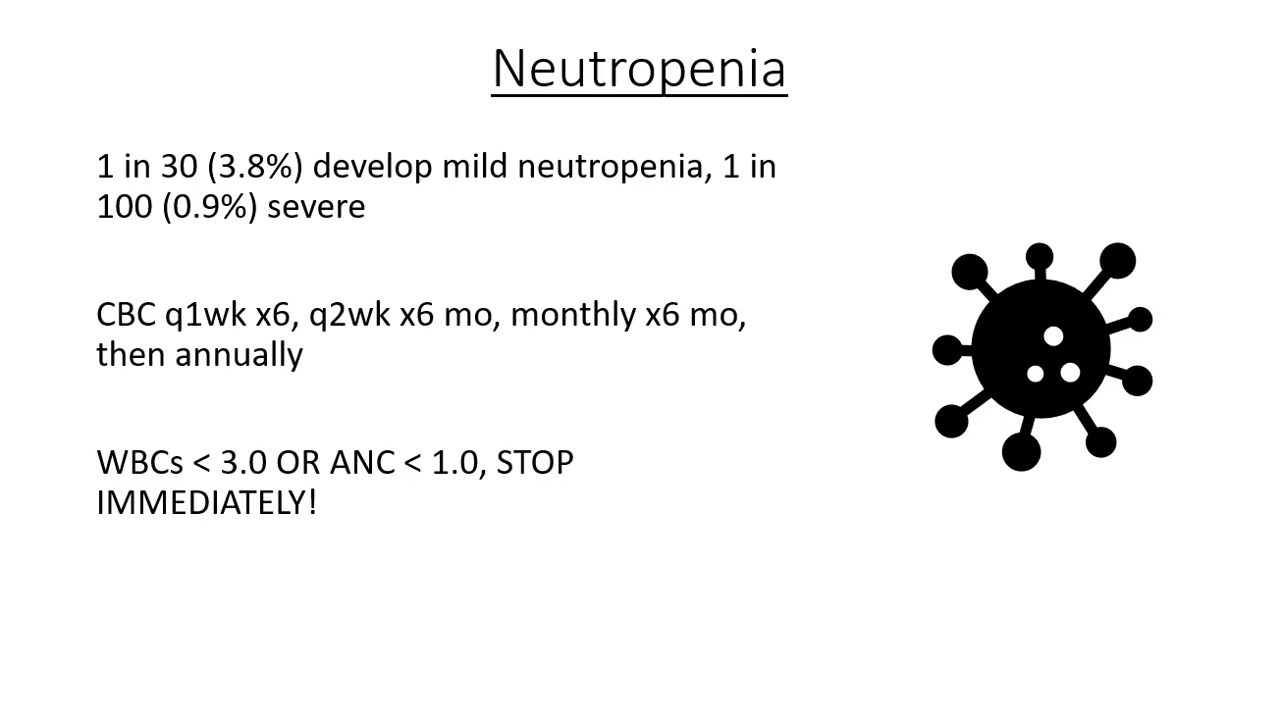 Neutropenia
1 in 30 (3.8%) develop mild neutropenia, 1 in
100 (0.9%) severe
CBC q1wk x6, q2wk x6 mo, monthly x6 mo,
then annually
WBCs < 3.0 OR ANC < 1.0, STOP
IMMEDIATELY!